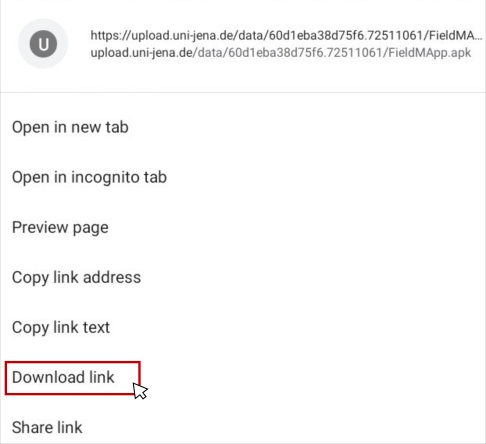 U
https://upload.uni-jena.de/data/60d1eba38d75f6.72511061/FieldMA...
upload.uni-jena.de/data/60d1eba38d75f6.72511061/FieldMApp.apk
Open in new tab
Open in incognito tab
Preview page
Copy link address
Copy link text
Download link
Share link